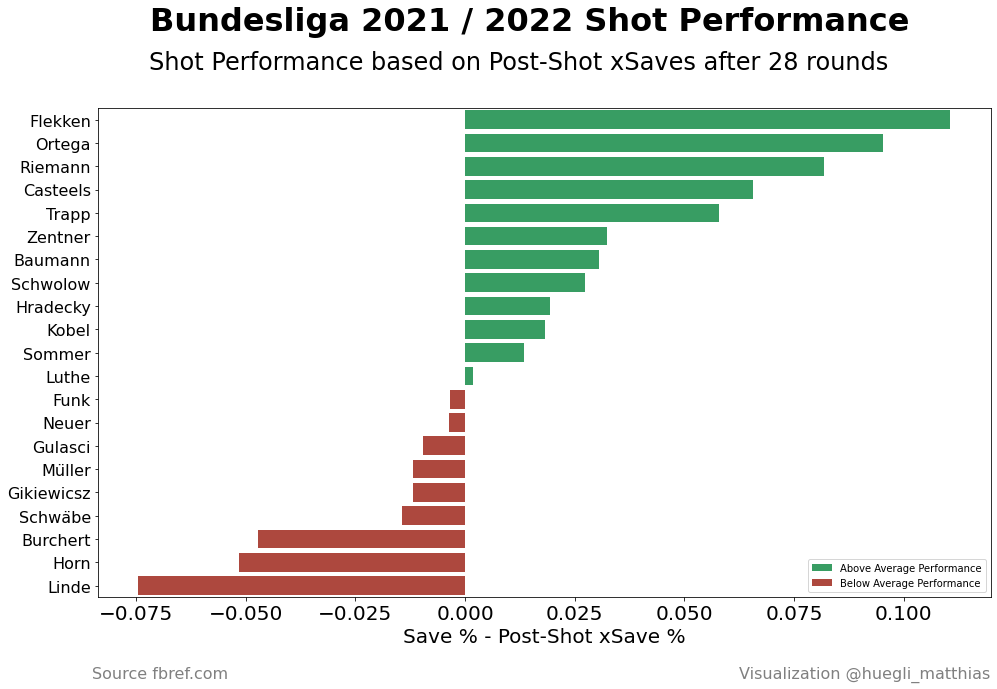 Bundesliga 2021 / 2022 Shot Performance
Shot Performance based on Post-Shot xSaves after 28 rounds
Flekken
Ortega
Riemann
Casteels
Trapp
Zentner
Baumann
Schwolow
Hradecky
Kobel
Sommer
Luthe
Funk
Neuer
Gulasci
Müller
Gikiewicsz
Schwäbe
Burchert
Horn
Linde
Above Average Performance
Below Average Performance
−0.075 −0.050 −0.025 0.000 0.025 0.050 0.075 0.100
Save % - Post-Shot xSave %
Source fbref.com Visualization @huegli_matthias